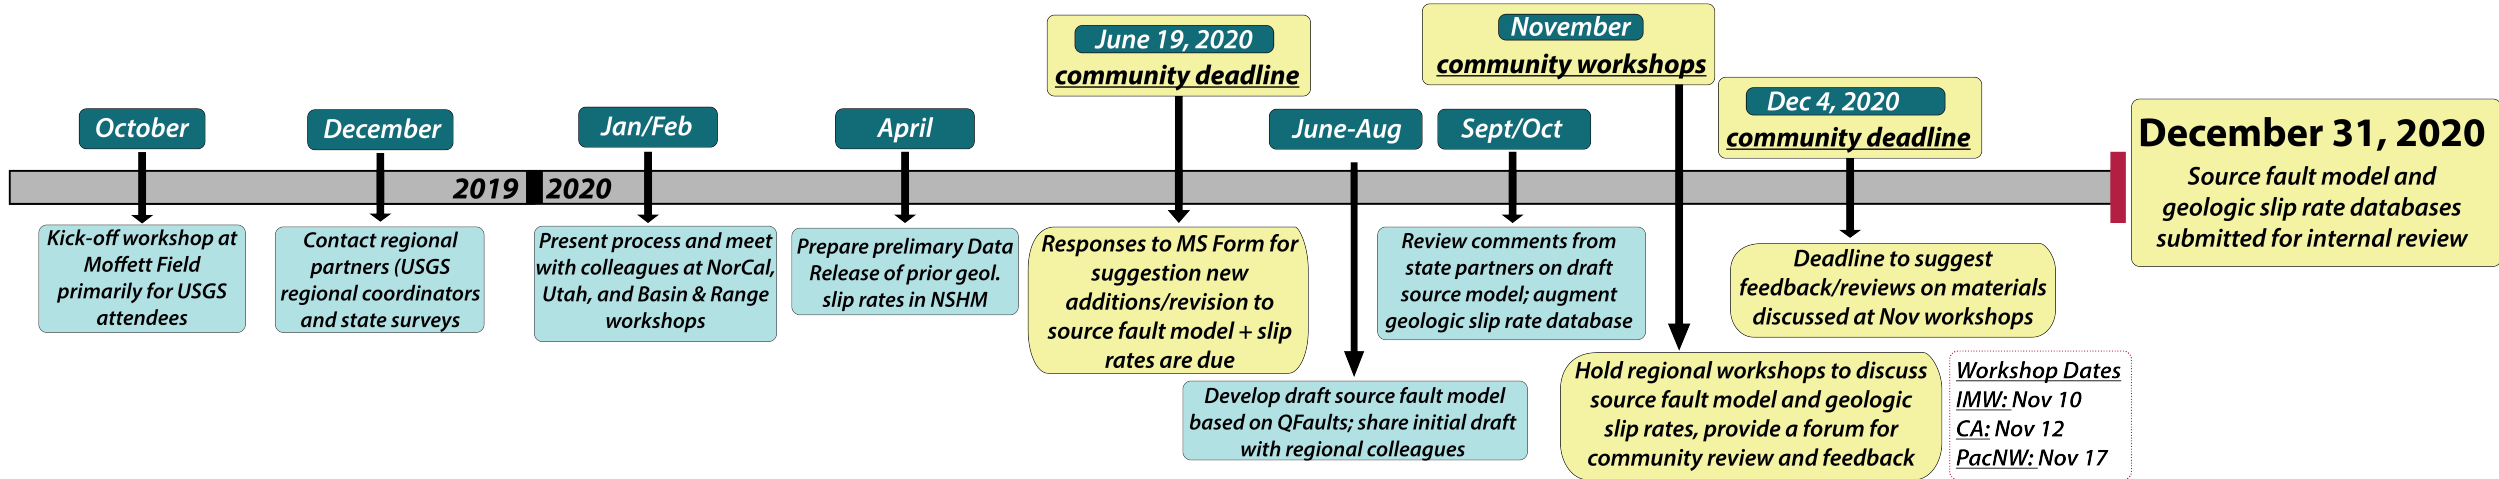 October
Kick-off workshop at
Moffett Field
primarily for USGS
attendees
December
Contact regional
partners (USGS
regional coordinators
and state surveys
2019
2020
Jan/Feb
Present process and meet
with colleagues at NorCal,
Utah, and Basin & Range
workshops
April
Prepare prelimary Data
Release of prior geol.
slip rates in NSHM
June 19, 2020
community deadline
Responses to MS Form for
suggestion new
additions/revision to
source fault model + slip
rates are due
June-Aug
Develop draft source fault model
based on QFaults; share initial draft
with regional colleagues
Sept/Oct
Review comments from
state partners on draft
source model; augment
geologic slip rate database
November
community workshops
Hold regional workshops to discuss
source fault model and geologic
slip rates, provide a forum for
community review and feedback
Dec 4, 2020
community deadline
Deadline to suggest
feedback/reviews on materials
discussed at Nov workshops
Workshop Dates
IMW: Nov 10
CA: Nov 12
PacNW: Nov 17
December 31, 2020
Source fault model and
geologic slip rate databases
submitted for internal review